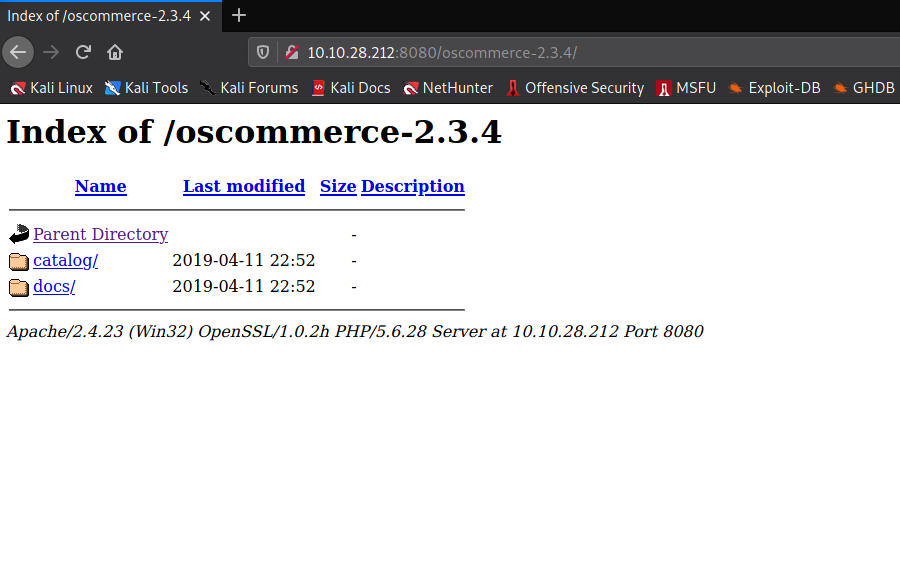 Index of /oscommerce-2.3.4
10.10.28.212:8080/oscommerce-2.3.4/
Kali Linux Kali Tools Kali Forums Kali Docs NetHunter Offensive Security MSFU Exploit-DB GHDB
Index of /oscommerce-2.3.4
Name Last modified Size Description
Parent Directory -
catalog/ 2019-04-11 22:52 -
docs/ 2019-04-11 22:52 -
Apache/2.4.23 (Win32) OpenSSL/1.0.2h PHP/5.6.28 Server at 10.10.28.212 Port 8080